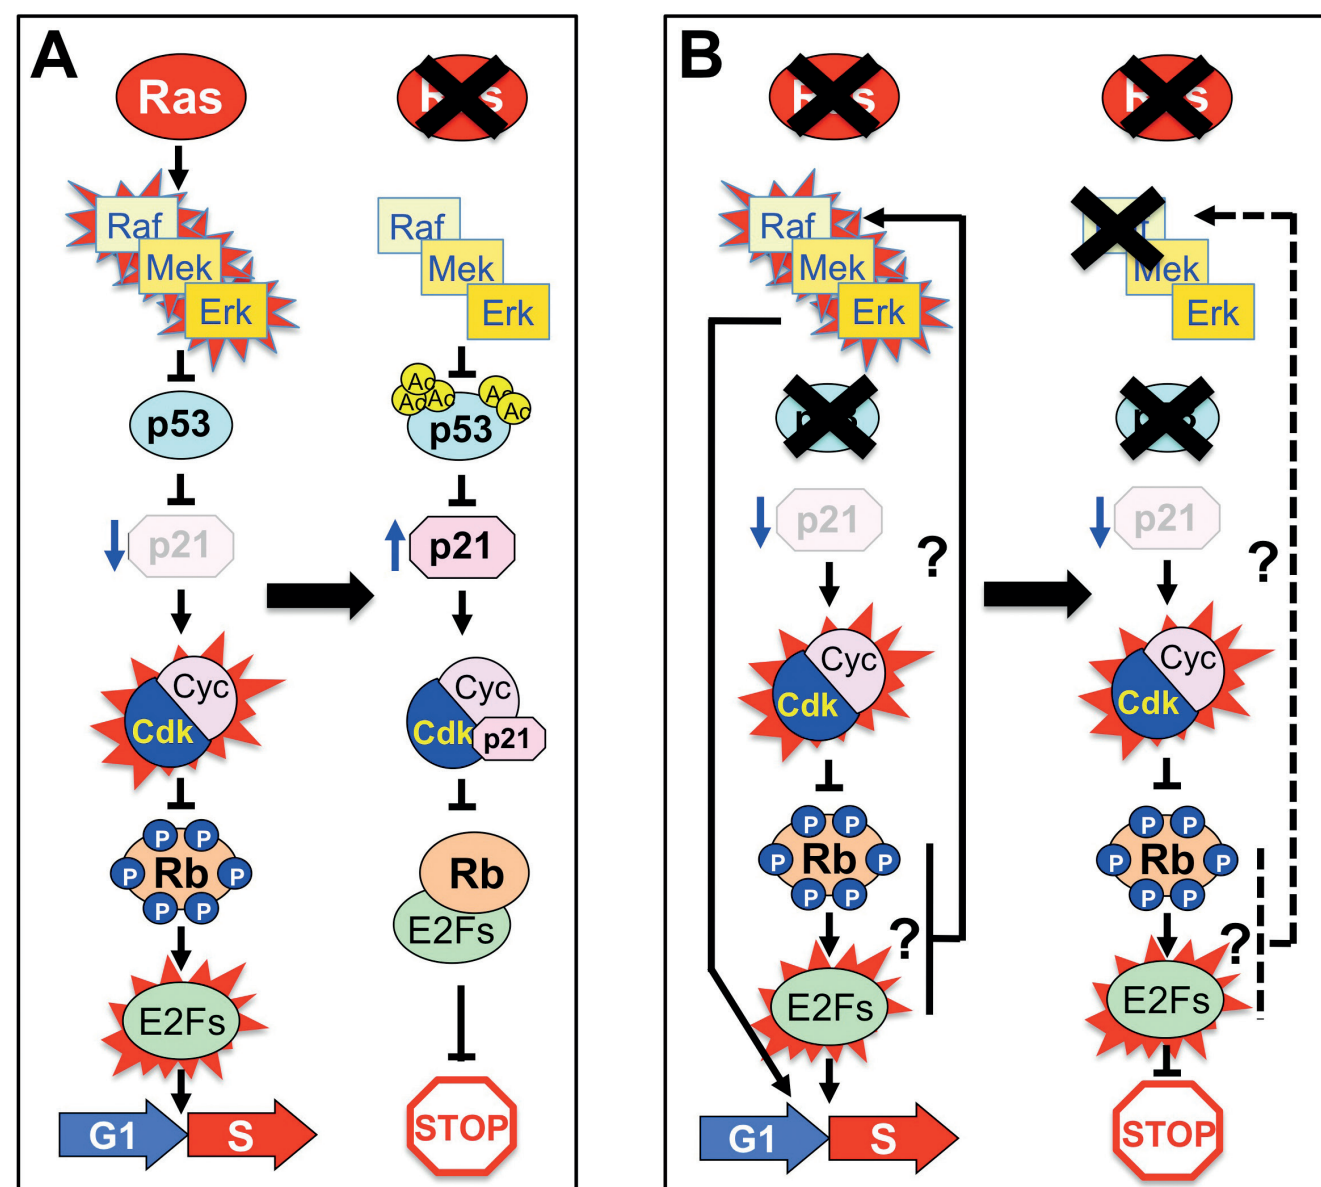 A
Ras
Raf
Mek
Erk
p53
p21
Cyc
Cdk
P P
P Rb P
P P
E2Fs
G1 S
Raf
Mek
Erk
Ac
Ac
Ac
Ac
Ac
p53
p21
Cyc
Cdk
p21
Rb
E2Fs
STOP
B
Raf
Mek
Erk
p21
?
Cyc
Cdk
P P
P Rb P
P P
?
E2Fs
G1 S
Mek
Erk
p21
?
Cyc
Cdk
P P
P Rb P
P P
?
E2Fs
STOP